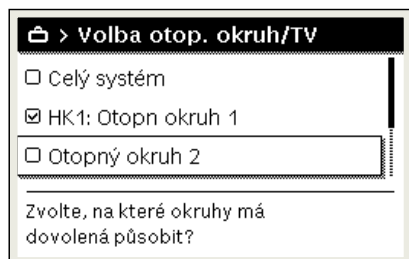 > Volba otop. okruh/TV
Celý systém
HK1: Otopn okruh 1
Otopný okruh 2
Zvolte, na které okruhy má
dovolená působit?